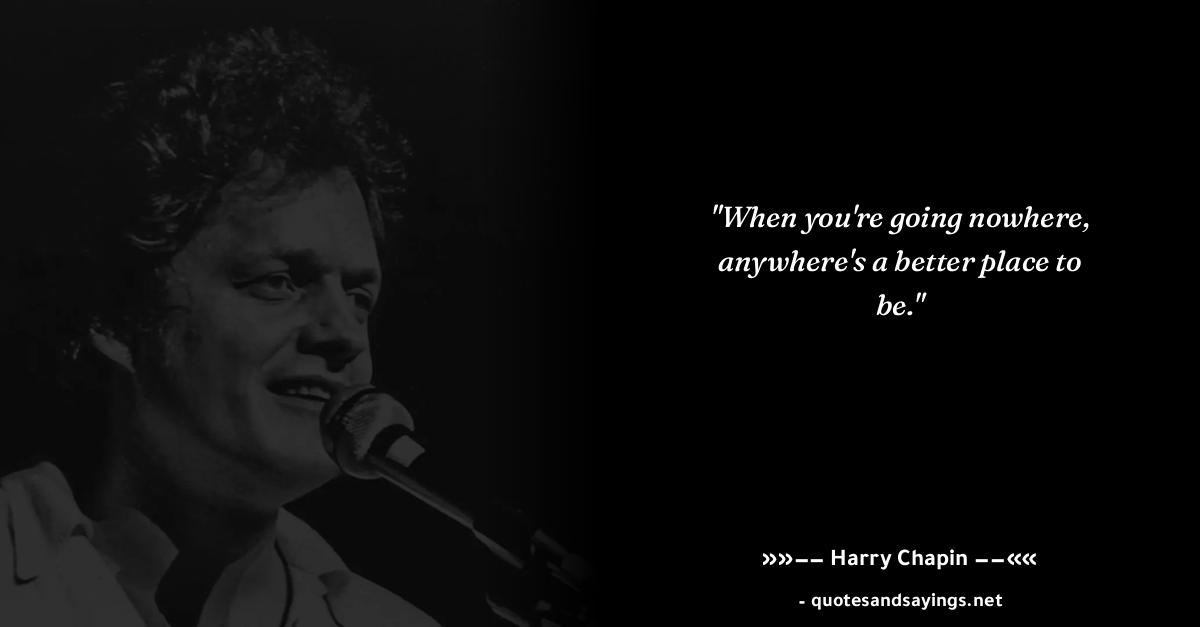 "When you're going nowhere,
anywhere's a better place to
be."
»»–– Harry Chapin ––««
- quotesandsayings.net